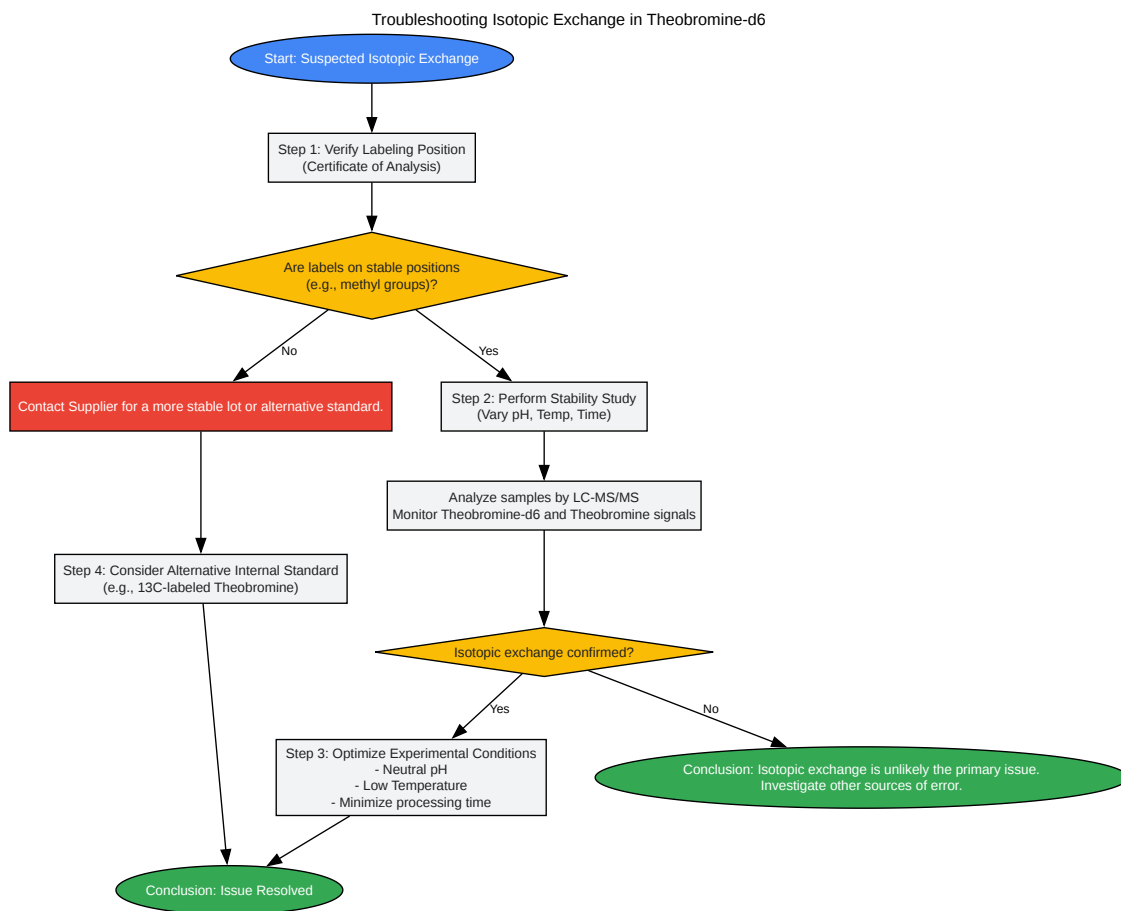 Troubleshooting Isotopic Exchange in Theobromine-d6
Start: Suspected Isotopic Exchange
Step 1: Verify Labeling Position
(Certificate of Analysis)
Are labels on stable positions
(e.g., methyl groups)?
No
Yes
Contact Supplier for a more stable lot or alternative standard.
Step 2: Perform Stability Study
(Vary pH, Temp, Time)
Analyze samples by LC-MS/MS
Monitor Theobromine-d6 and Theobromine signals
Step 4: Consider Alternative Internal Standard
(e.g., 13C-labeled Theobromine)
Isotopic exchange confirmed?
Yes
No
Step 3: Optimize Experimental Conditions
- Neutral pH
- Low Temperature
- Minimize processing time
Conclusion: Isotopic exchange is unlikely the primary issue.
Investigate other sources of error.
Conclusion: Issue Resolved